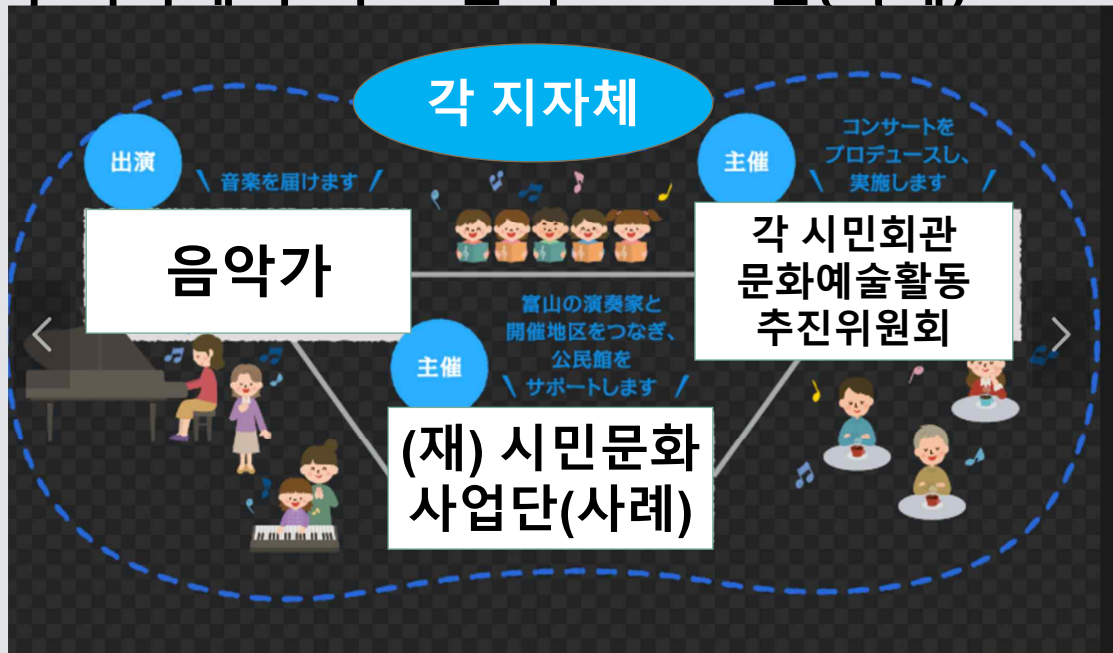 각 지자체
出演
音楽を届けます
음악가
主催
コンサートを
プロデュースし、
実施します
각 시민회관
문화예술활동
추진위원회
富山の演奏家と
開催地区をつなぎ、
公民館を
サポートします
主催
(재) 시민문화
사업단(사례)